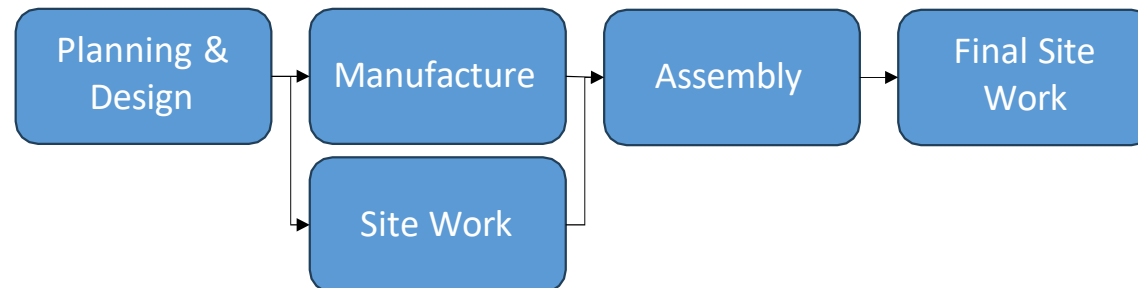 Planning &
Design
Manufacture
Assembly
Final Site
Work
Site Work